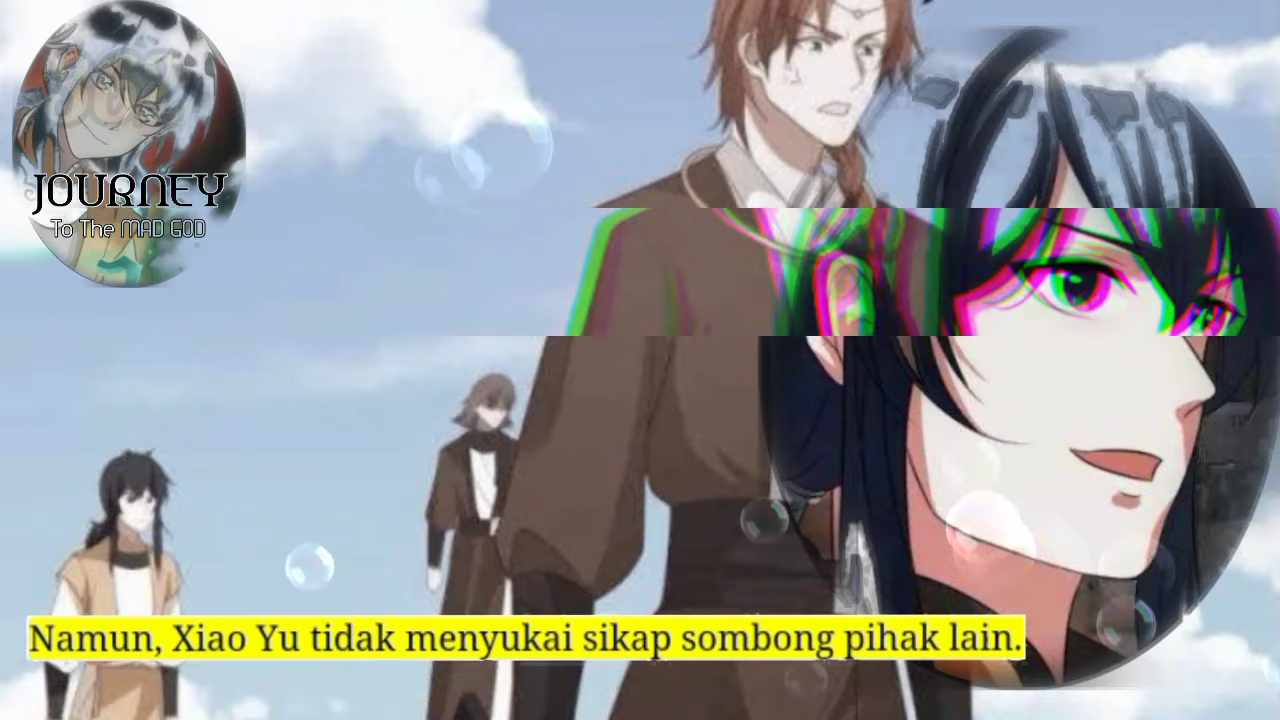 JOURNEY
To The MAD GOD
Namun, Xiao Yu tidak menyukai sikap sombong pihak lain.